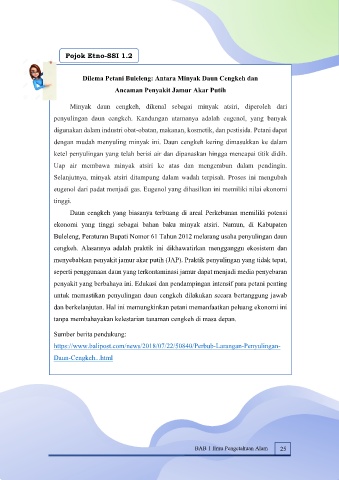 Pojok Etno-SSI 1.2
Dilema Petani Buleleng: Antara Minyak Daun Cengkeh dan
Ancaman Penyakit Jamur Akar Putih
Minyak daun cengkeh, dikenal sebagai minyak atsiri, diperoleh dari
penyulingan daun cengkeh. Kandungan utamanya adalah eugenol, yang banyak
digunakan dalam industri obat-obatan, makanan, kosmetik, dan pestisida. Petani dapat
dengan mudah menyuling minyak ini. Daun cengkeh kering dimasukkan ke dalam
ketel penyulingan yang telah berisi air dan dipanaskan hingga mencapai titik didih.
Uap air membawa minyak atsiri ke atas dan mengembun dalam pendingin.
Selanjutnya, minyak atsiri ditampung dalam wadah terpisah. Proses ini mengubah
eugenol dari padat menjadi gas. Eugenol yang dihasilkan ini memiliki nilai ekonomi
tinggi.
Daun cengkeh yang biasanya terbuang di areal Perkebunan memiliki potensi
ekonomi yang tinggi sebagai bahan baku minyak atsiri. Namun, di Kabupaten
Buleleng, Peraturan Bupati Nomor 61 Tahun 2012 melarang usaha penyulingan daun
cengkeh. Alasannya adalah praktik ini dikhawatirkan mengganggu ekosistem dan
menyebabkan penyakit jamur akar putih (JAP). Praktik penyulingan yang tidak tepat,
seperti penggunaan daun yang terkontaminasi jamur dapat menjadi media penyebaran
penyakit yang berbahaya ini. Edukasi dan pendampingan intensif para petani penting
untuk memastikan penyulingan daun cengkeh dilakukan secara bertanggung jawab
dan berkelanjutan. Hal ini memungkinkan petani memanfaatkan peluang ekonomi ini
tanpa membahayakan kelestarian tanaman cengkeh di masa depan.
Sumber berita pendukung:
https://www.balipost.com/news/2018/07/22/50840/Perbub-Larangan-Penyulingan-
Daun-Cengkeh...html
BAB 1 Ilmu Pengetahuan Alam 25